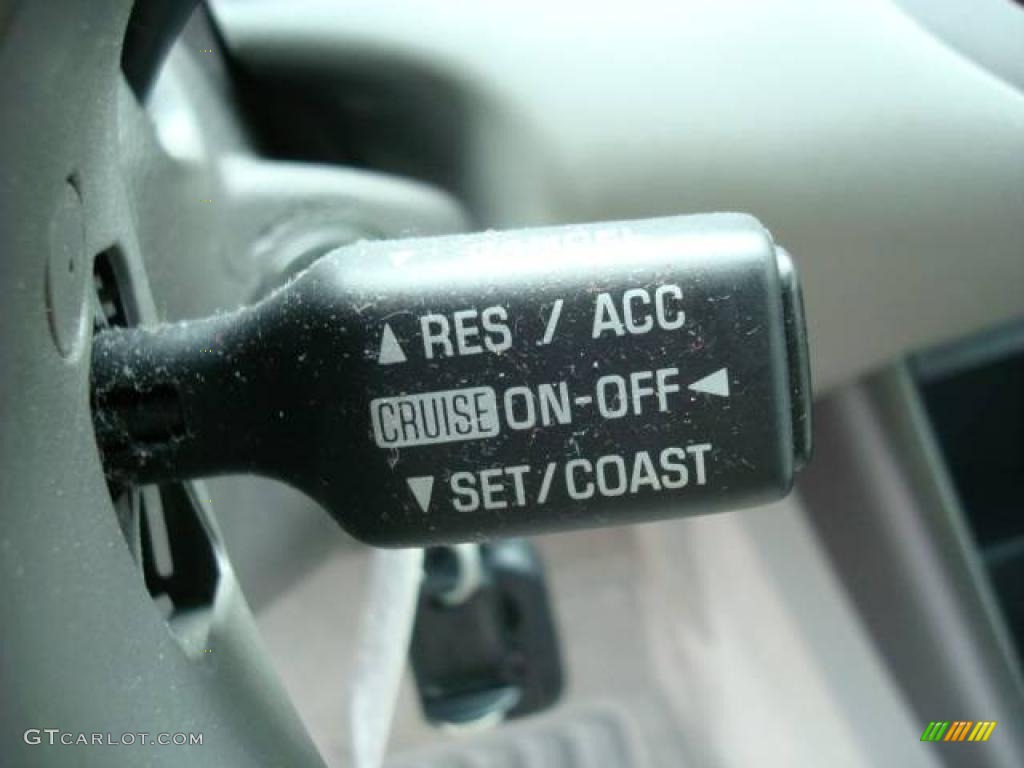 ▲ RES / ACC
CRUISE ON-OFF ◀
▼ SET/COAST
GTCARLOT.COM